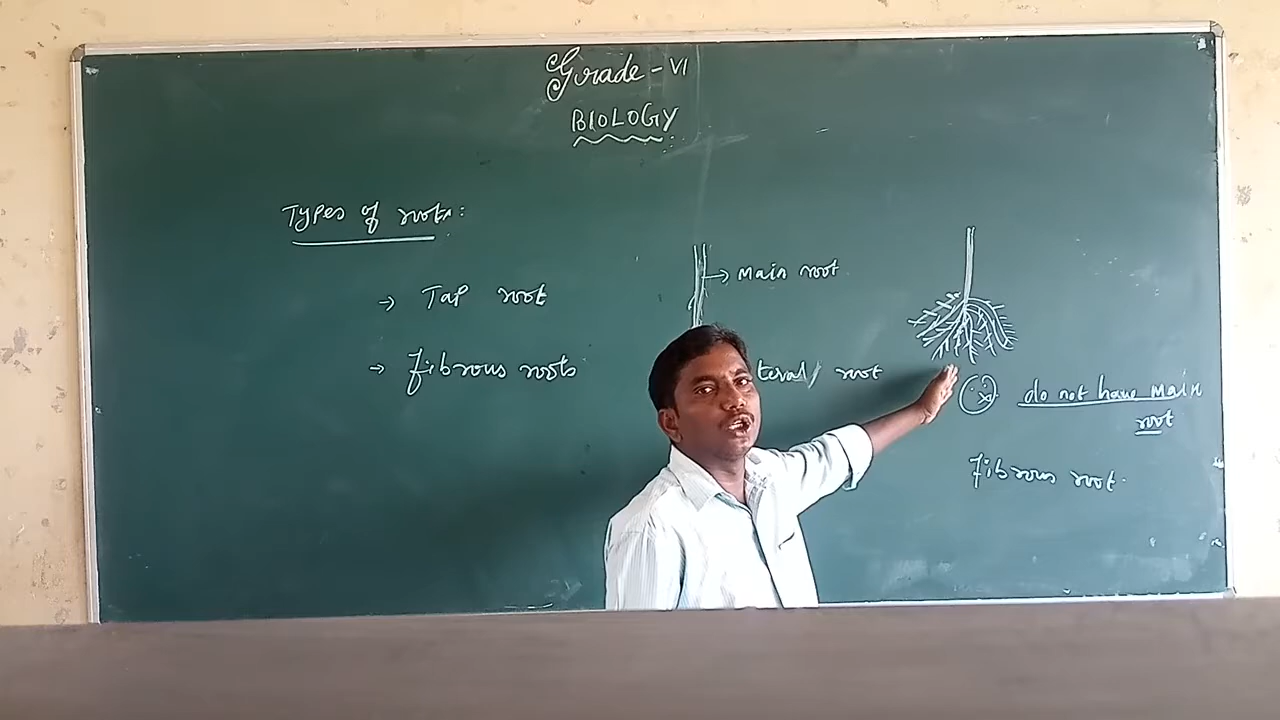 Grade - VI
BIOLOGY
Types of roots:
→ Tap root
→ Main root
→ fibrous roots
teral root
do not have main
root
fibrous root.